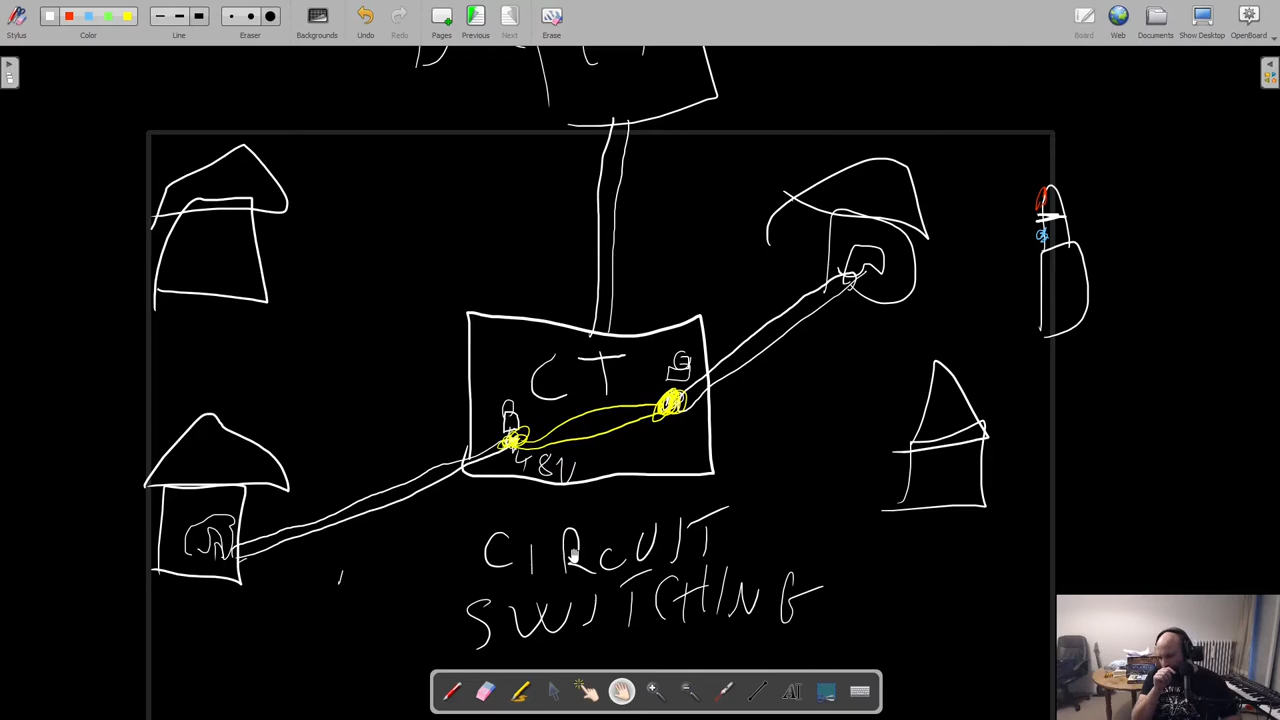 Stylus
Color
Line
Eraser
Backgrounds
Undo
Redo
Pages
Previous
Next
Erase
Board
Web
Documents
Show Desktop
OpenBoard
CT
48V
CIRCUIT
SWITCHING